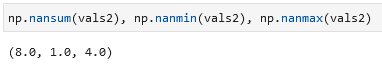 np.nansum(vals2), np.nanmin(vals2), np.nanmax(vals2)
(8.0, 1.0, 4.0)